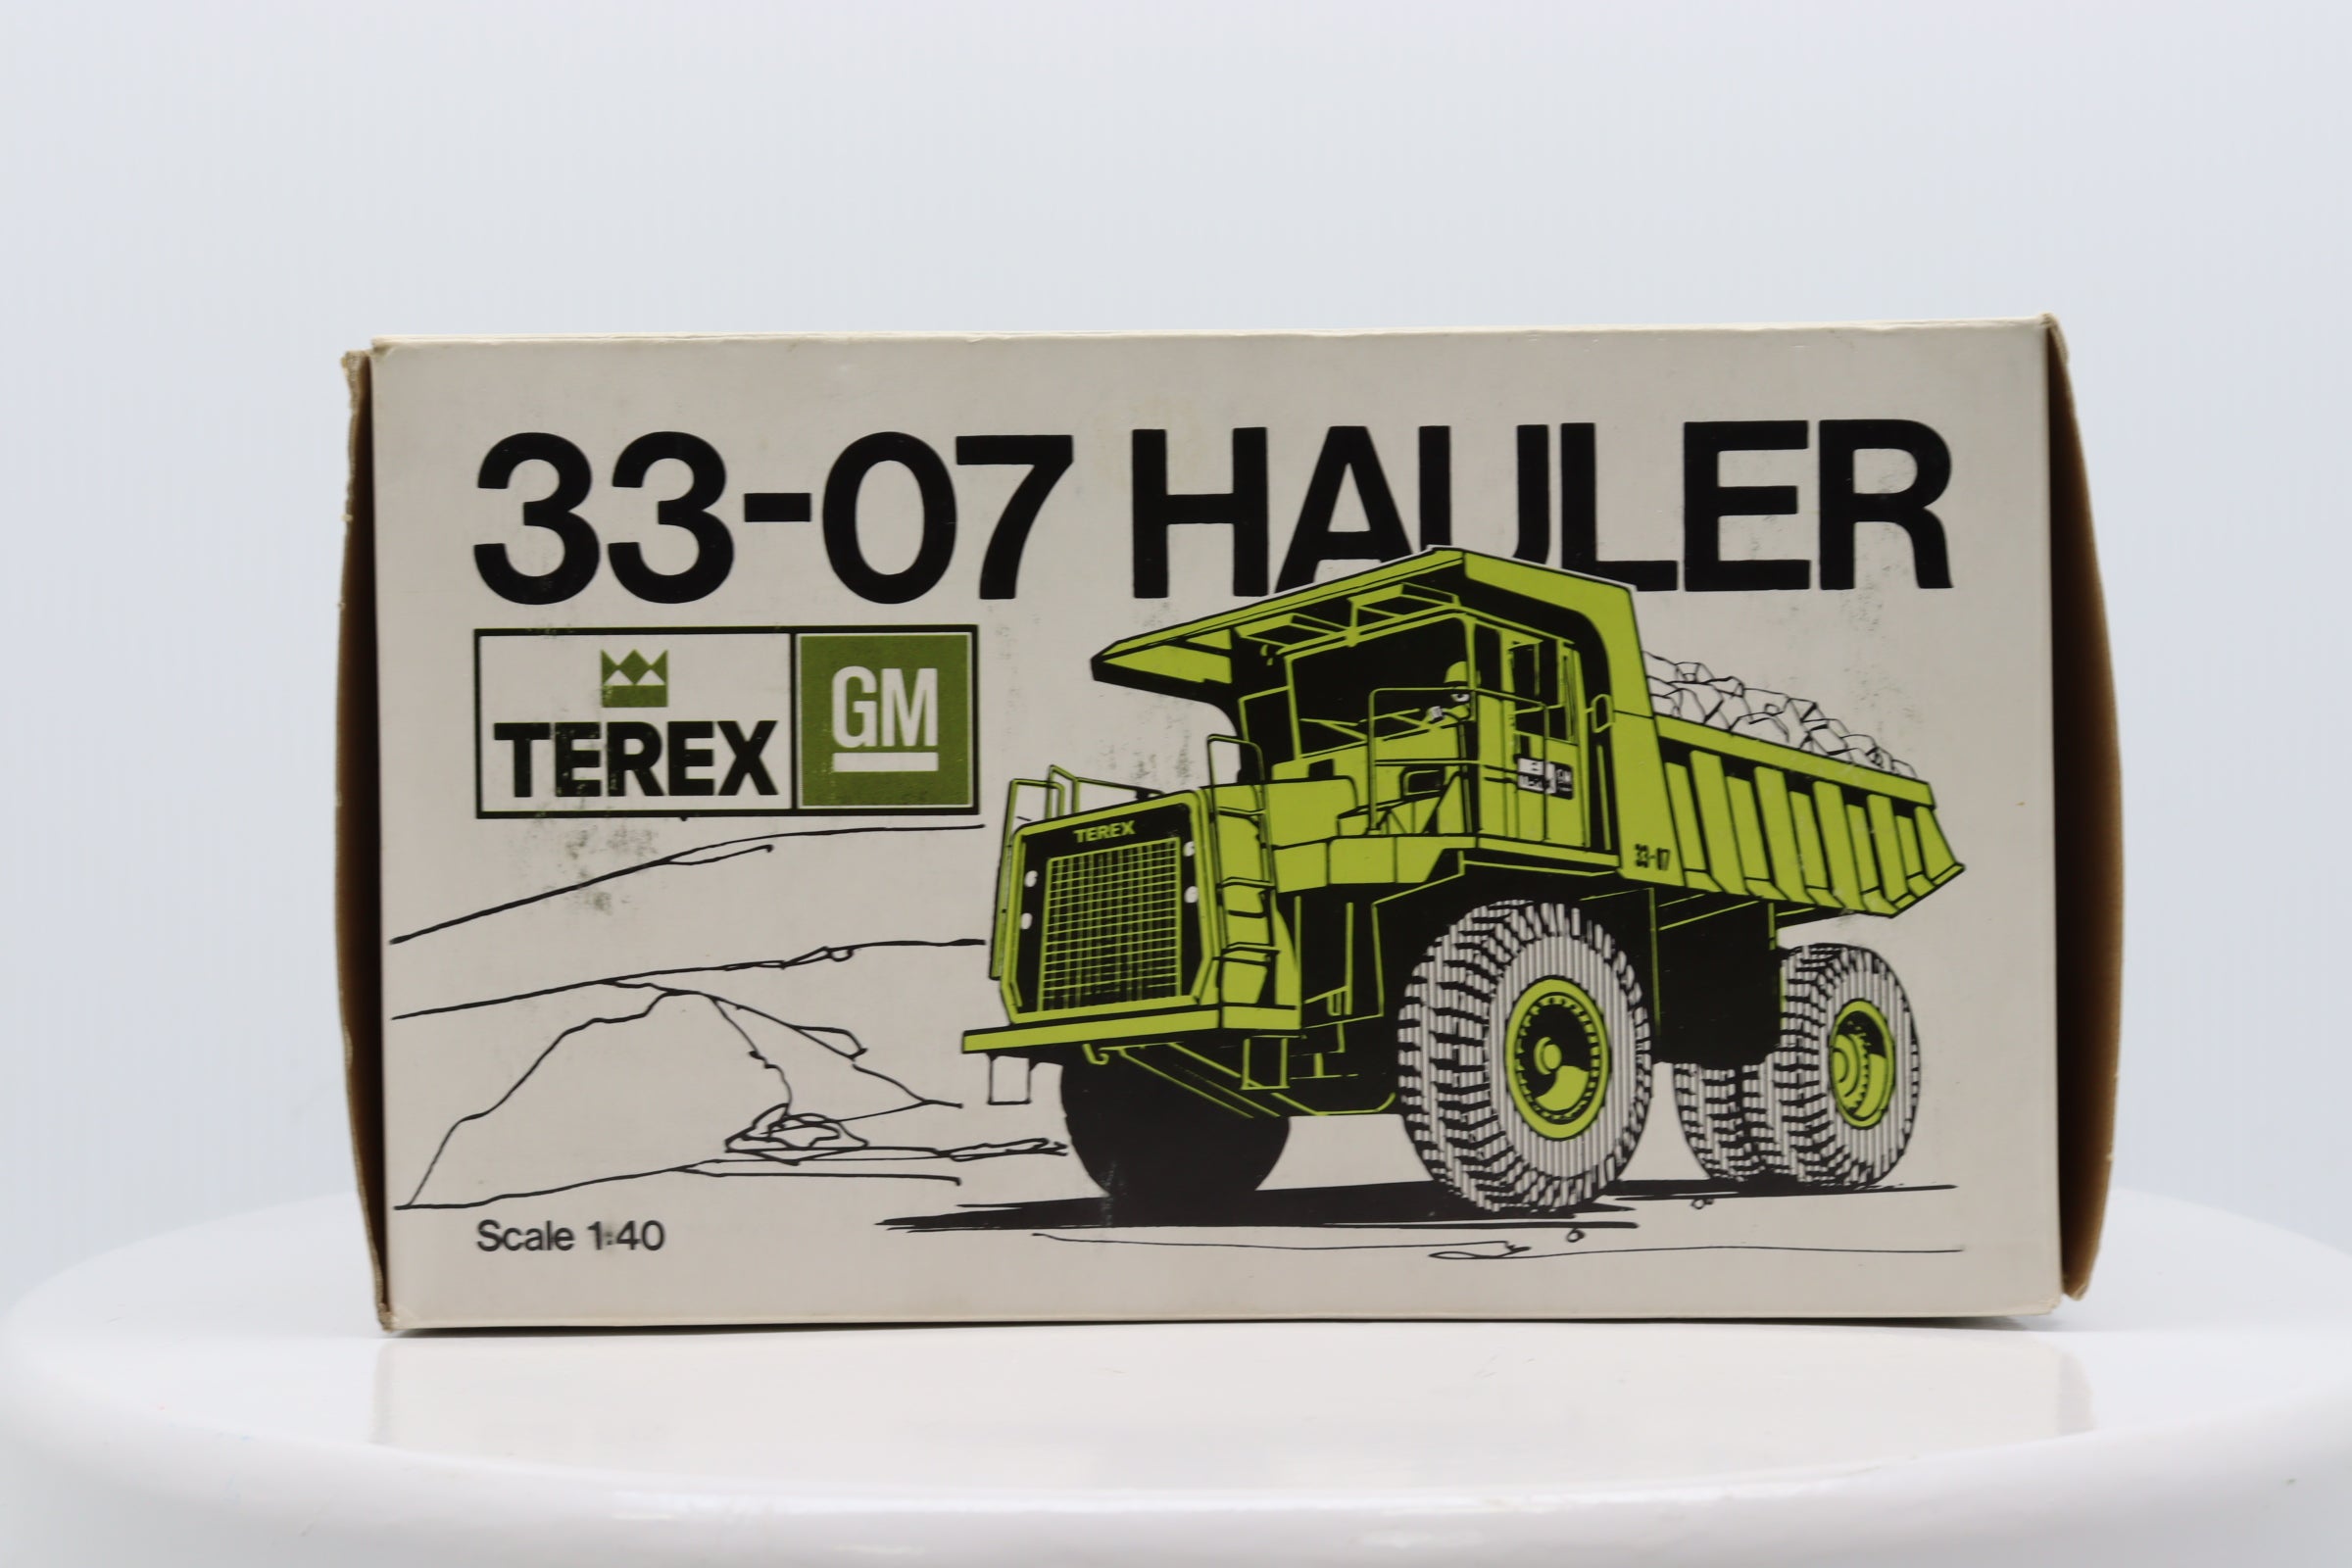 33-07 HAULER
TEREX
GM
TEREX
33-07
Scale 1:40